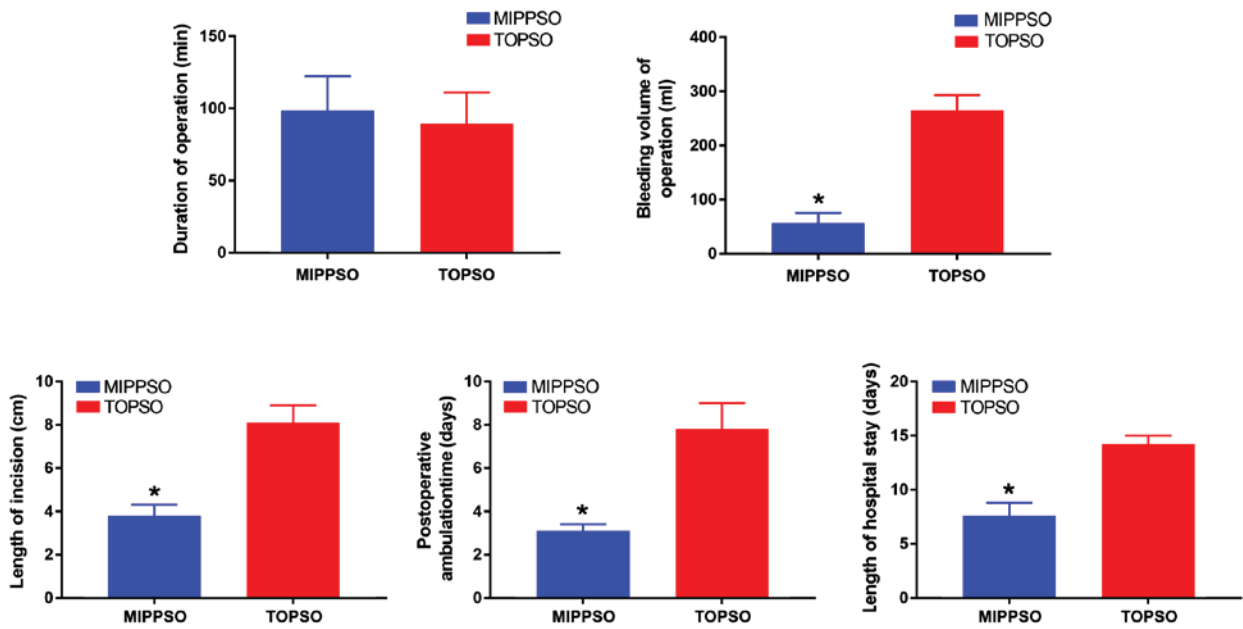 MIPPSO
TOPSO
Duration of operation (min)
150
100
50
0
MIPPSO
TOPSO
MIPPSO
TOPSO
Bleeding volume of
operation (ml)
400
300
200
100
0
*
MIPPSO
TOPSO
MIPPSO
TOPSO
Length of incision (cm)
10
8
6
4
2
0
*
MIPPSO
TOPSO
MIPPSO
TOPSO
Postoperative
ambulationtime (days)
10
8
6
4
2
0
*
MIPPSO
TOPSO
MIPPSO
TOPSO
Length of hospital stay (days)
20
15
10
5
0
*
MIPPSO
TOPSO